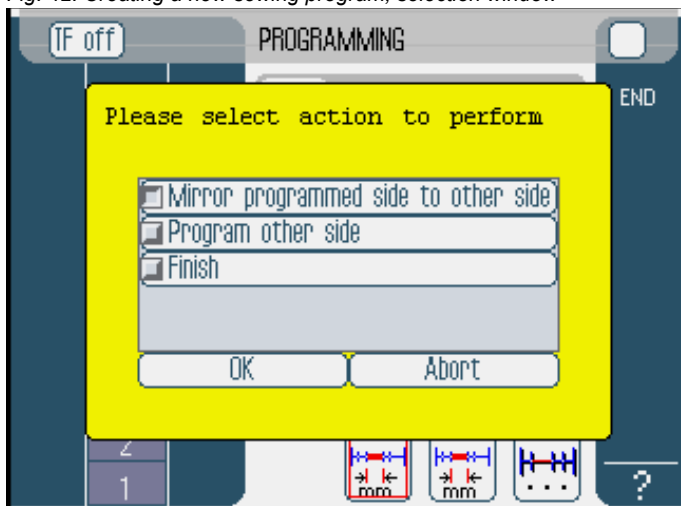 Fig. 42: Creating a new sewing program, selection window
TF off
PROGRAMMING
END
Please select action to perform
Mirror programmed side to other side
Program other side
Finish
OK
Abort
2
1
mm
mm
...
?